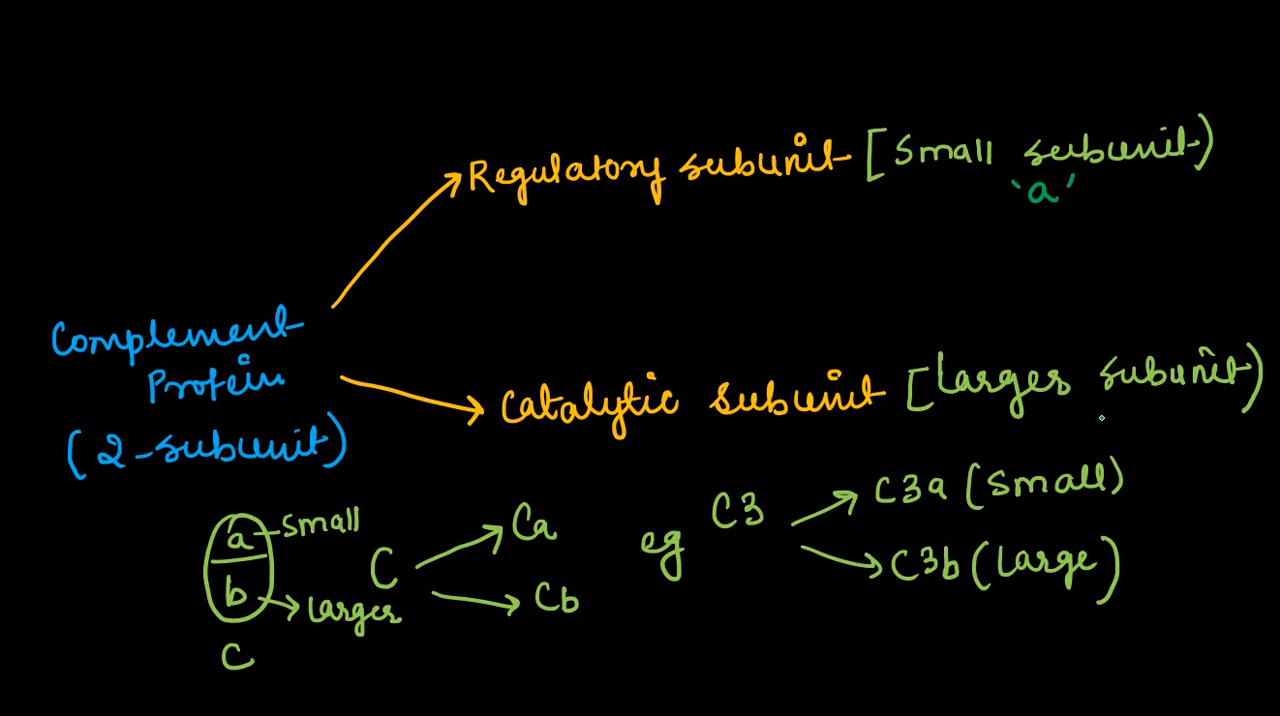 Regulatory subunit [Small subunit)
'a'
Complement
Protein
(2-subunit)
Catalytic subunit [Larger subunit)
a - small
b → larger
C
C
Ca
Cb
eg C3
C3a (small)
C3b (large)